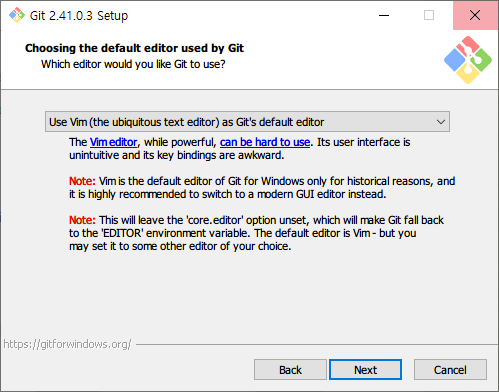 Git 2.41.0.3 Setup
Choosing the default editor used by Git
Which editor would you like Git to use?
Use Vim (the ubiquitous text editor) as Git's default editor
The Vim editor, while powerful, can be hard to use. Its user interface is
unintuitive and its key bindings are awkward.
Note: Vim is the default editor of Git for Windows only for historical reasons, and
it is highly recommended to switch to a modern GUI editor instead.
Note: This will leave the 'core.editor' option unset, which will make Git fall back
to the 'EDITOR' environment variable. The default editor is Vim - but you
may set it to some other editor of your choice.
https://gitforwindows.org/
Back Next Cancel